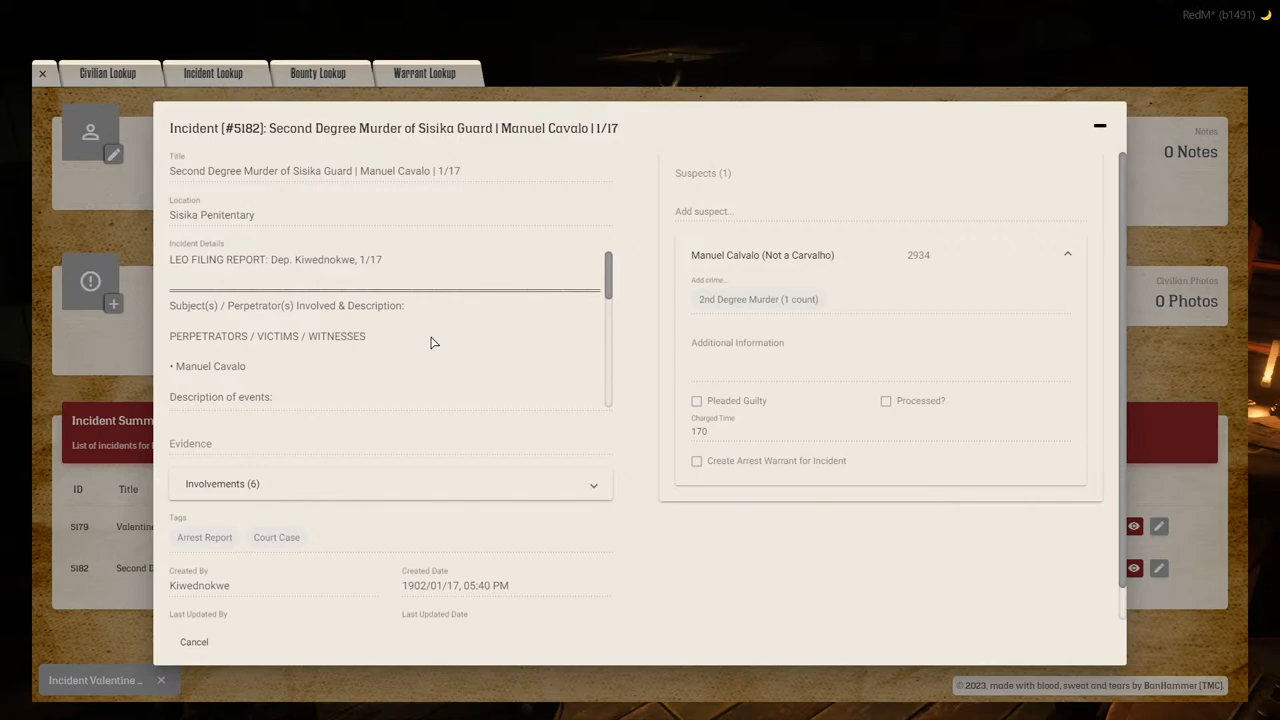 RedM* (b1491)
Civilian Lookup
Incident Lookup
Bounty Lookup
Warrant Lookup
Incident [#5182]: Second Degree Murder of Sisika Guard | Manuel Cavalo | 1/17
Title
Second Degree Murder of Sisika Guard | Manuel Cavalo | 1/17
Location
Sisika Penitentary
Incident Details
LEO FILING REPORT: Dep. Kiwednokwe, 1/17
Subject(s) / Perpetrator(s) Involved & Description:
PERPETRATORS / VICTIMS / WITNESSES
• Manuel Cavalo
Description of events:
Evidence
Involvements (6)
Tags
Arrest Report Court Case
Created By
Kiwednokwe
Created Date
1902/01/17, 05:40 PM
Last Updated By
Last Updated Date
Cancel
Suspects (1)
Add suspect...
Manuel Calvalo (Not a Carvalho) 2934
Add crime...
2nd Degree Murder (1 count)
Additional Information
Pleaded Guilty
Processed?
Charged Time
170
Create Arrest Warrant for Incident
Notes
0 Notes
Civilian Photos
0 Photos
Incident Summ
List of incidents for
ID Title
5179 Valentine
5182 Second D
Incident Valentine ...
© 2023, made with blood, sweat and tears by BanHammer [TMC].